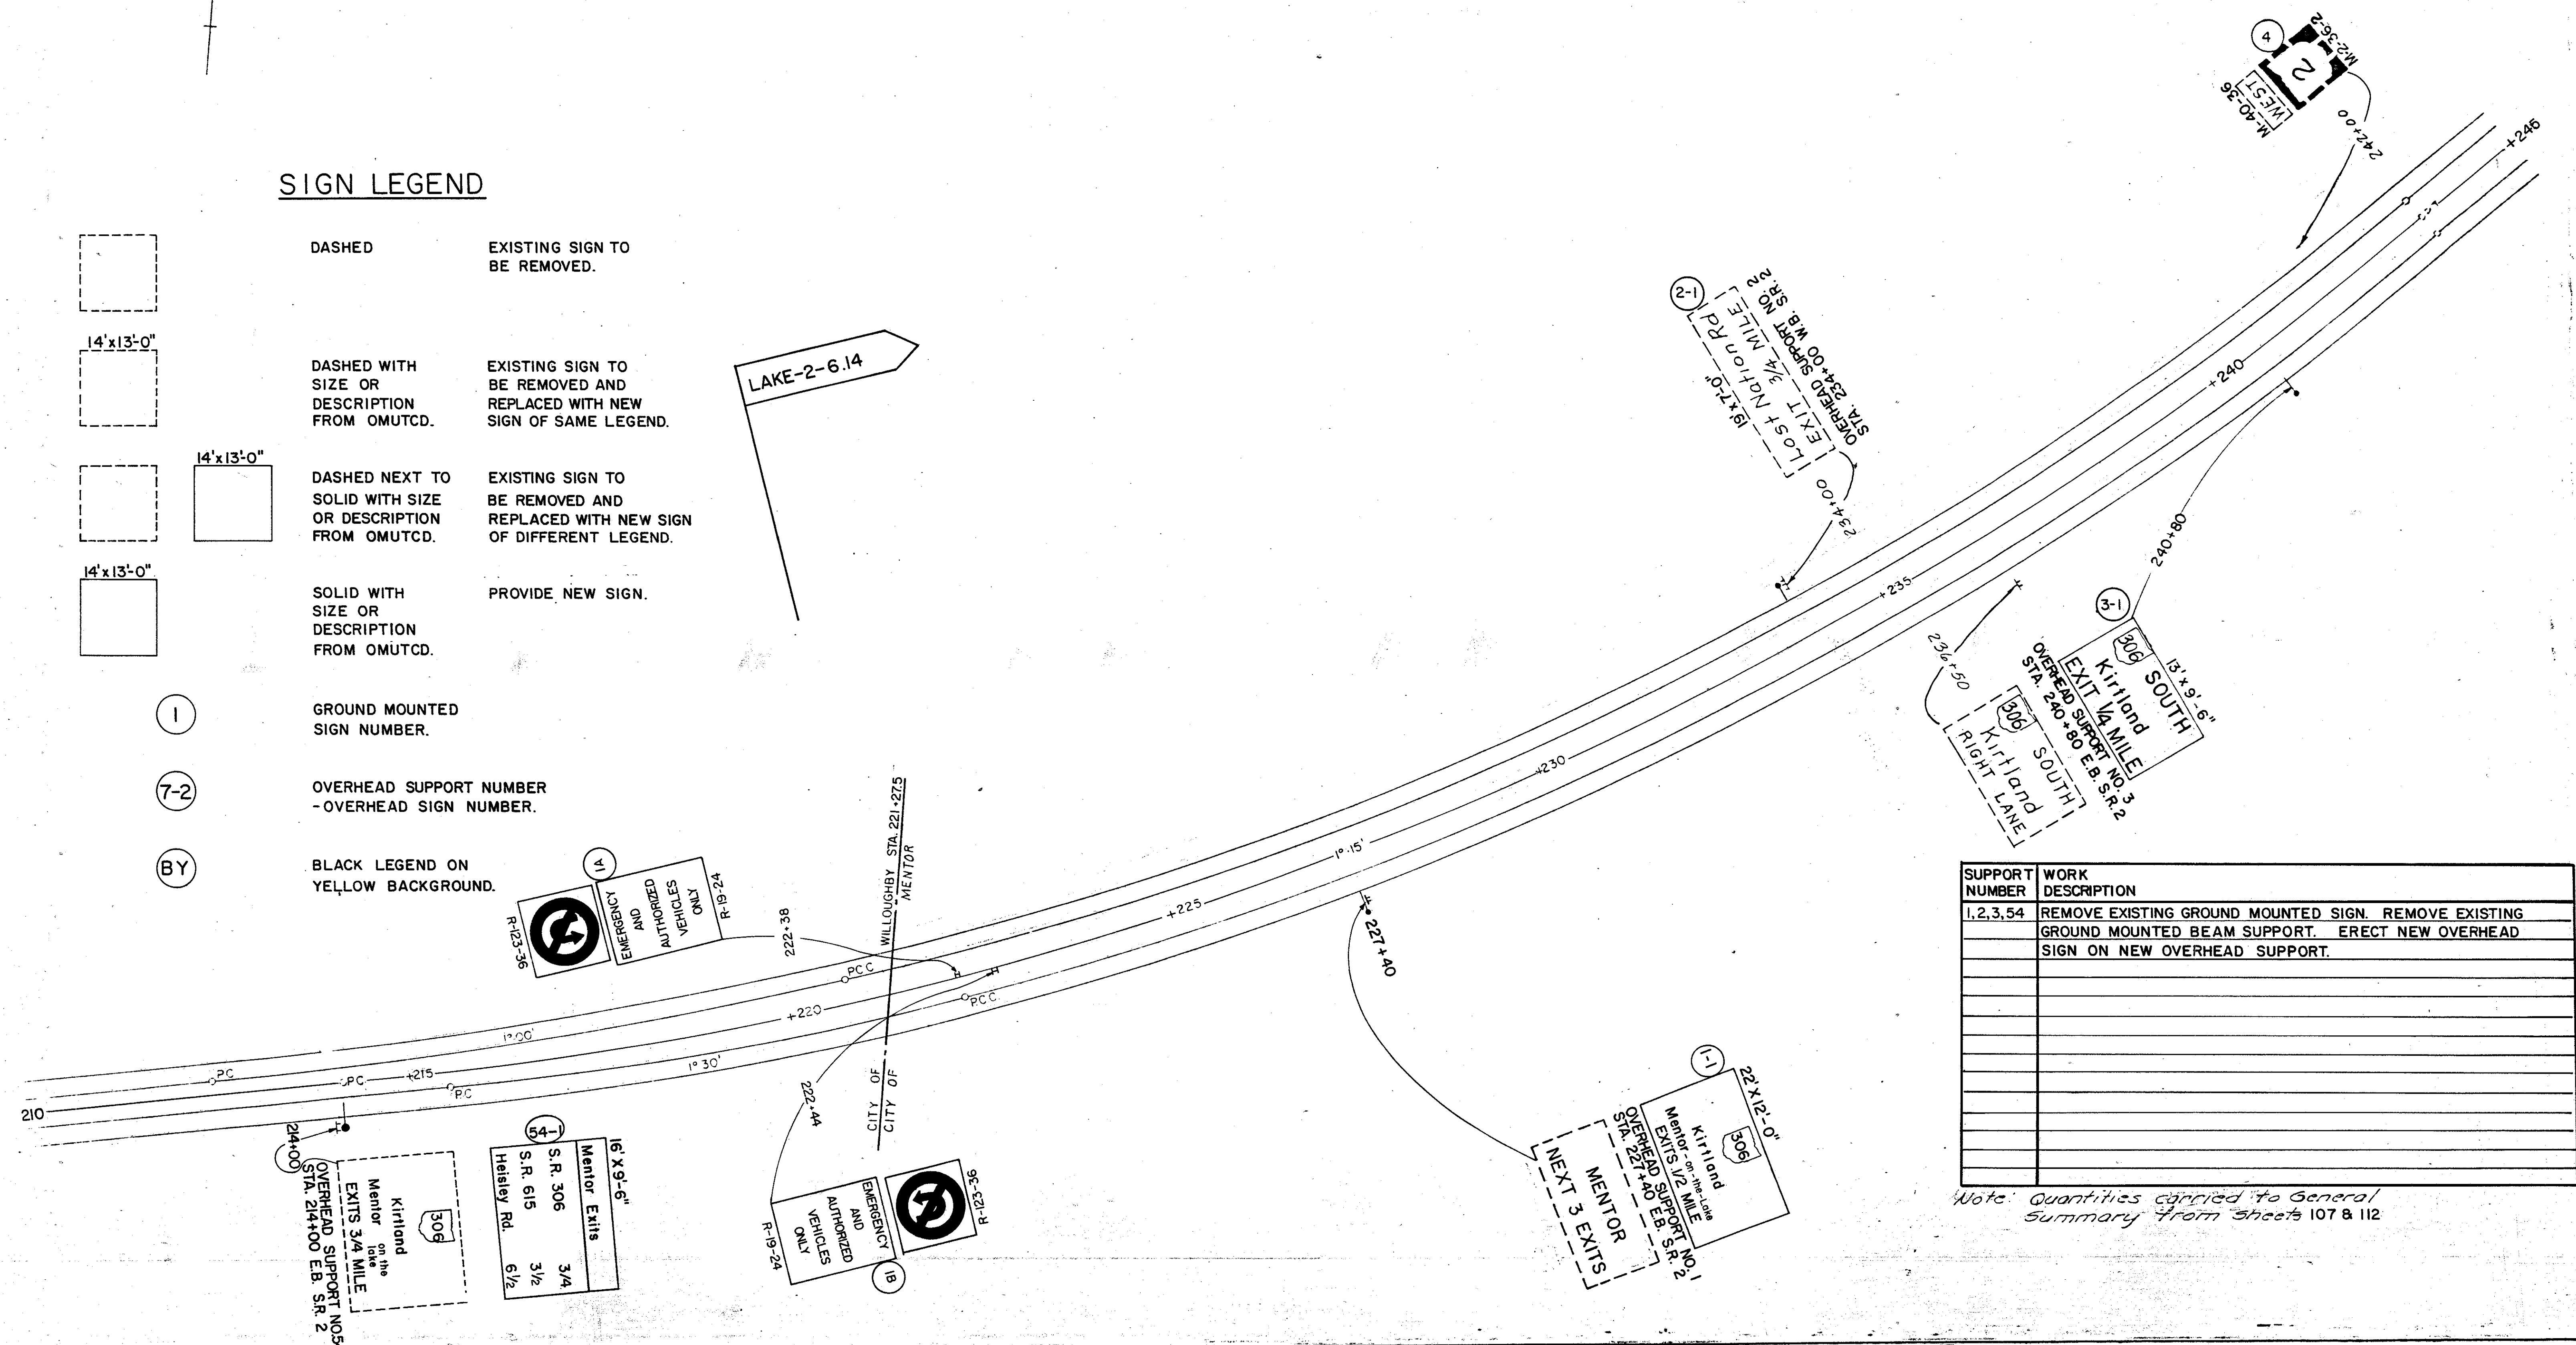 SIGN LEGEND
DASHED
EXISTING SIGN TO
BE REMOVED.
14'x13'-0"
DASHED WITH
SIZE OR
DESCRIPTION
FROM OMUTCD.
EXISTING SIGN TO
BE REMOVED AND
REPLACED WITH NEW
SIGN OF SAME LEGEND.
14'x13'-0"
DASHED NEXT TO
SOLID WITH SIZE
OR DESCRIPTION
FROM OMUTCD.
EXISTING SIGN TO
BE REMOVED AND
REPLACED WITH NEW SIGN
OF DIFFERENT LEGEND.
14'x13'-0"
SOLID WITH
SIZE OR
DESCRIPTION
FROM OMUTCD.
PROVIDE NEW SIGN.
1
GROUND MOUNTED
SIGN NUMBER.
7-2
OVERHEAD SUPPORT NUMBER
-OVERHEAD SIGN NUMBER.
BY
BLACK LEGEND ON
YELLOW BACKGROUND.
LAKE-2-6.14
4
M-2-36-2
2
WEST
M-40-36
242+00
+245
2-1
19'x7'-0"
Lost Nation Rd
EXIT 3/4 MILE
OVERHEAD SUPPORT NO. 2
STA. 234+00 W.B. S.R. 2
234+00
+240
+235
+230
1°15'
+225
240+80
236+50
3-1
13'x9'-6"
306 SOUTH
Kirtland
EXIT 1/4 MILE
OVERHEAD SUPPORT NO. 3
STA. 240+80 E.B. S.R. 2
306 SOUTH
Kirtland
RIGHT LANE
1A
R-123-36
EMERGENCY
AND
AUTHORIZED
VEHICLES
ONLY
R-19-24
222+38
CITY OF WILLOUGHBY STA. 221+27.5
CITY OF MENTOR
P.C.C.
P.C.C.
227+40
+220
1°00'
1°30'
P.C.
P.C.
P.C.
+215
210
222+44
214+00
306
Kirtland
Mentor on the lake
EXITS 3/4 MILE
OVERHEAD SUPPORT NO.54
STA. 214+00 E.B. S.R. 2
54-1
16'X9'-6"
Mentor Exits
S.R. 306 3/4
S.R. 615 3 1/2
Heisley Rd. 6 1/2
R-123-36
EMERGENCY
AND
AUTHORIZED
VEHICLES
ONLY
R-19-24
1B
1-1
22'X12'-0"
306
Kirtland
Mentor-on-the-Lake
EXITS 1/2 MILE
OVERHEAD SUPPORT NO. 1
STA. 227+40 E.B. S.R. 2
MENTOR
NEXT 3 EXITS
SUPPORT NUMBER
WORK DESCRIPTION
1,2,3,54 REMOVE EXISTING GROUND MOUNTED SIGN. REMOVE EXISTING
GROUND MOUNTED BEAM SUPPORT. ERECT NEW OVERHEAD
SIGN ON NEW OVERHEAD SUPPORT.
Note: Quantities carried to General
Summary from Sheets 107 & 112